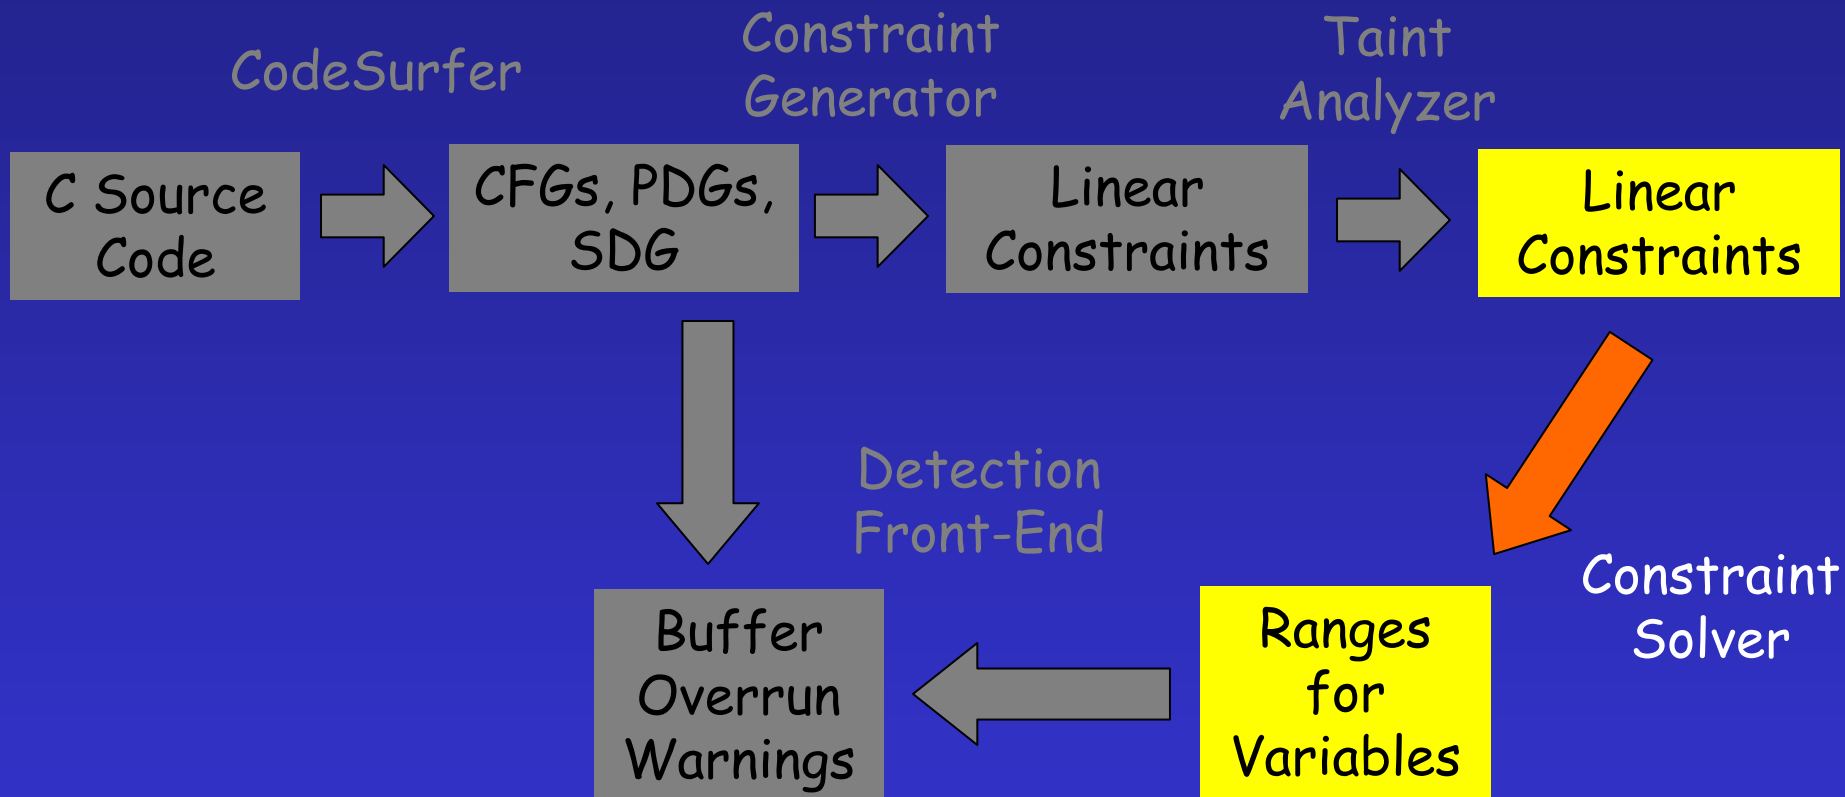 CodeSurfer
Constraint
Generator
Taint
Analyzer
C Source
Code
CFGs, PDGs,
SDG
Linear
Constraints
Linear
Constraints
Detection
Front-End
Constraint
Solver
Buffer
Overrun
Warnings
Ranges
for
Variables